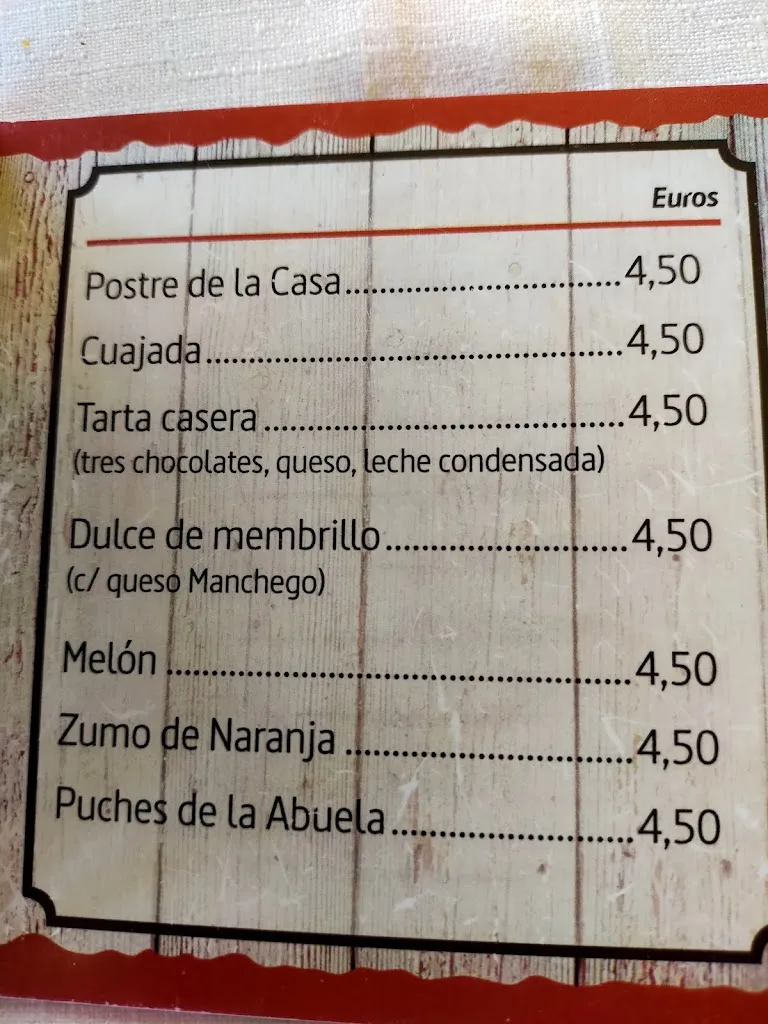 Euros
Postre de la Casa..............................4,50
Cuajada..............................4,50
Tarta casera..............................4,50
(tres chocolates, queso, leche condensada)
Dulce de membrillo..............................4,50
(c/ queso Manchego)
Melón..............................4,50
Zumo de Naranja..............................4,50
Puches de la Abuela..............................4,50